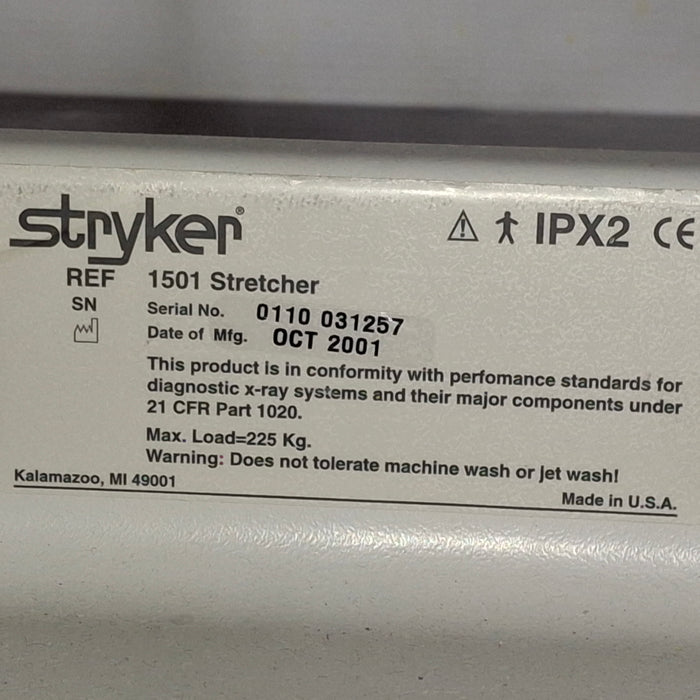 stryker®
IPX2 CE
REF 1501 Stretcher
SN Serial No. 0110 031257
Date of Mfg. OCT 2001
This product is in conformity with perfomance standards for
diagnostic x-ray systems and their major components under
21 CFR Part 1020.
Max. Load=225 Kg.
Warning: Does not tolerate machine wash or jet wash!
Kalamazoo, MI 49001
Made in U.S.A.